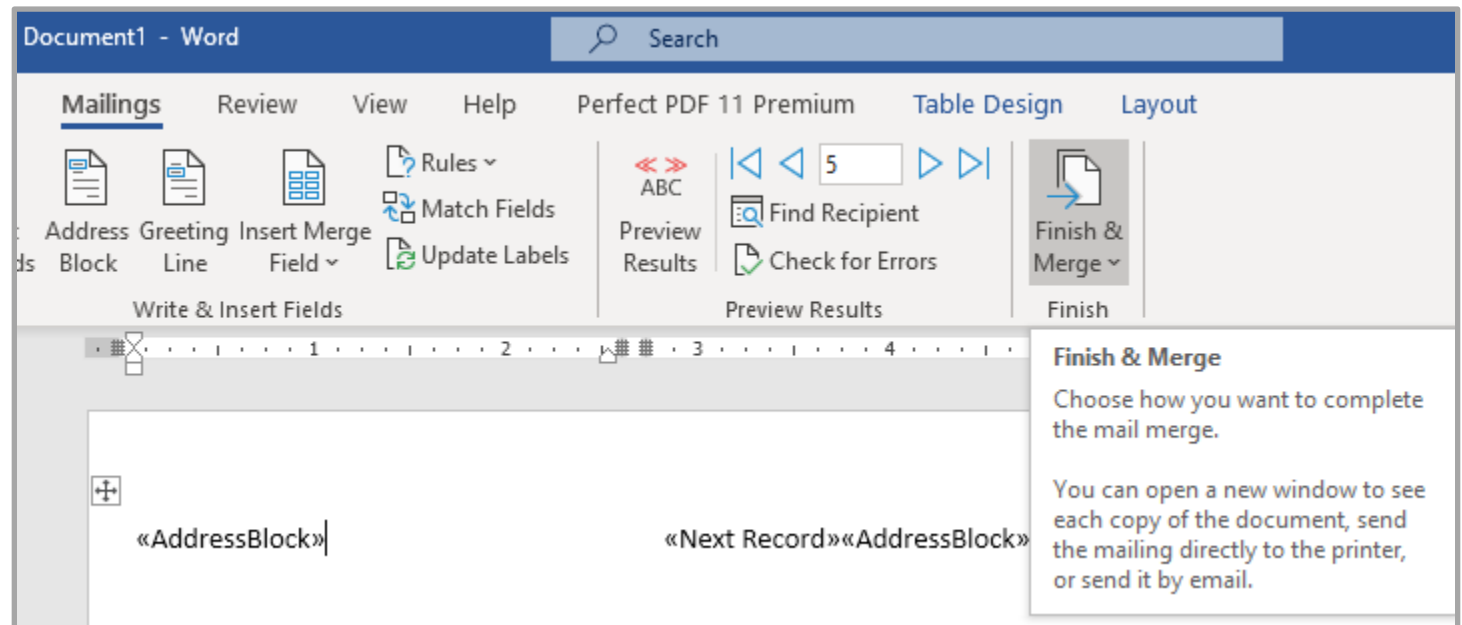 Document1 - Word
Search
Mailings Review View Help Perfect PDF 11 Premium Table Design Layout
Address Block
Greeting Line
Insert Merge Field
Rules
Match Fields
Update Labels
Write & Insert Fields
ABC
Preview Results
5
Find Recipient
Check for Errors
Preview Results
Finish & Merge
Finish
1 2 3 4
Finish & Merge
Choose how you want to complete
the mail merge.
You can open a new window to see
each copy of the document, send
the mailing directly to the printer,
or send it by email.
«AddressBlock» «Next Record»«AddressBlock»